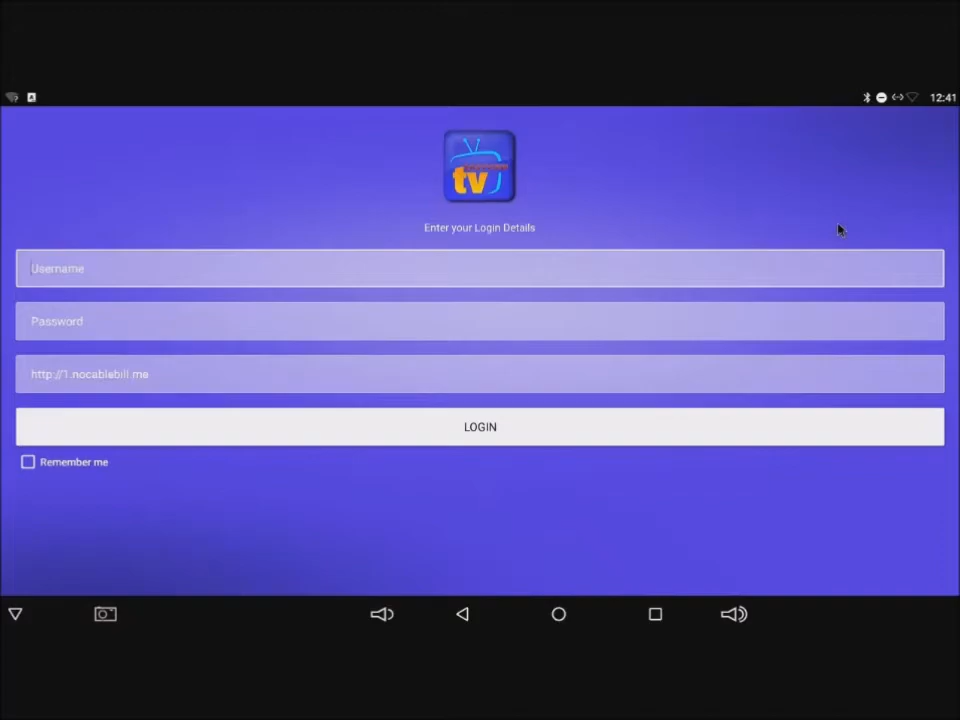 12:41
tv
Enter your Login Details
Username
Password
http://1.nocablebill.me
LOGIN
Remember me